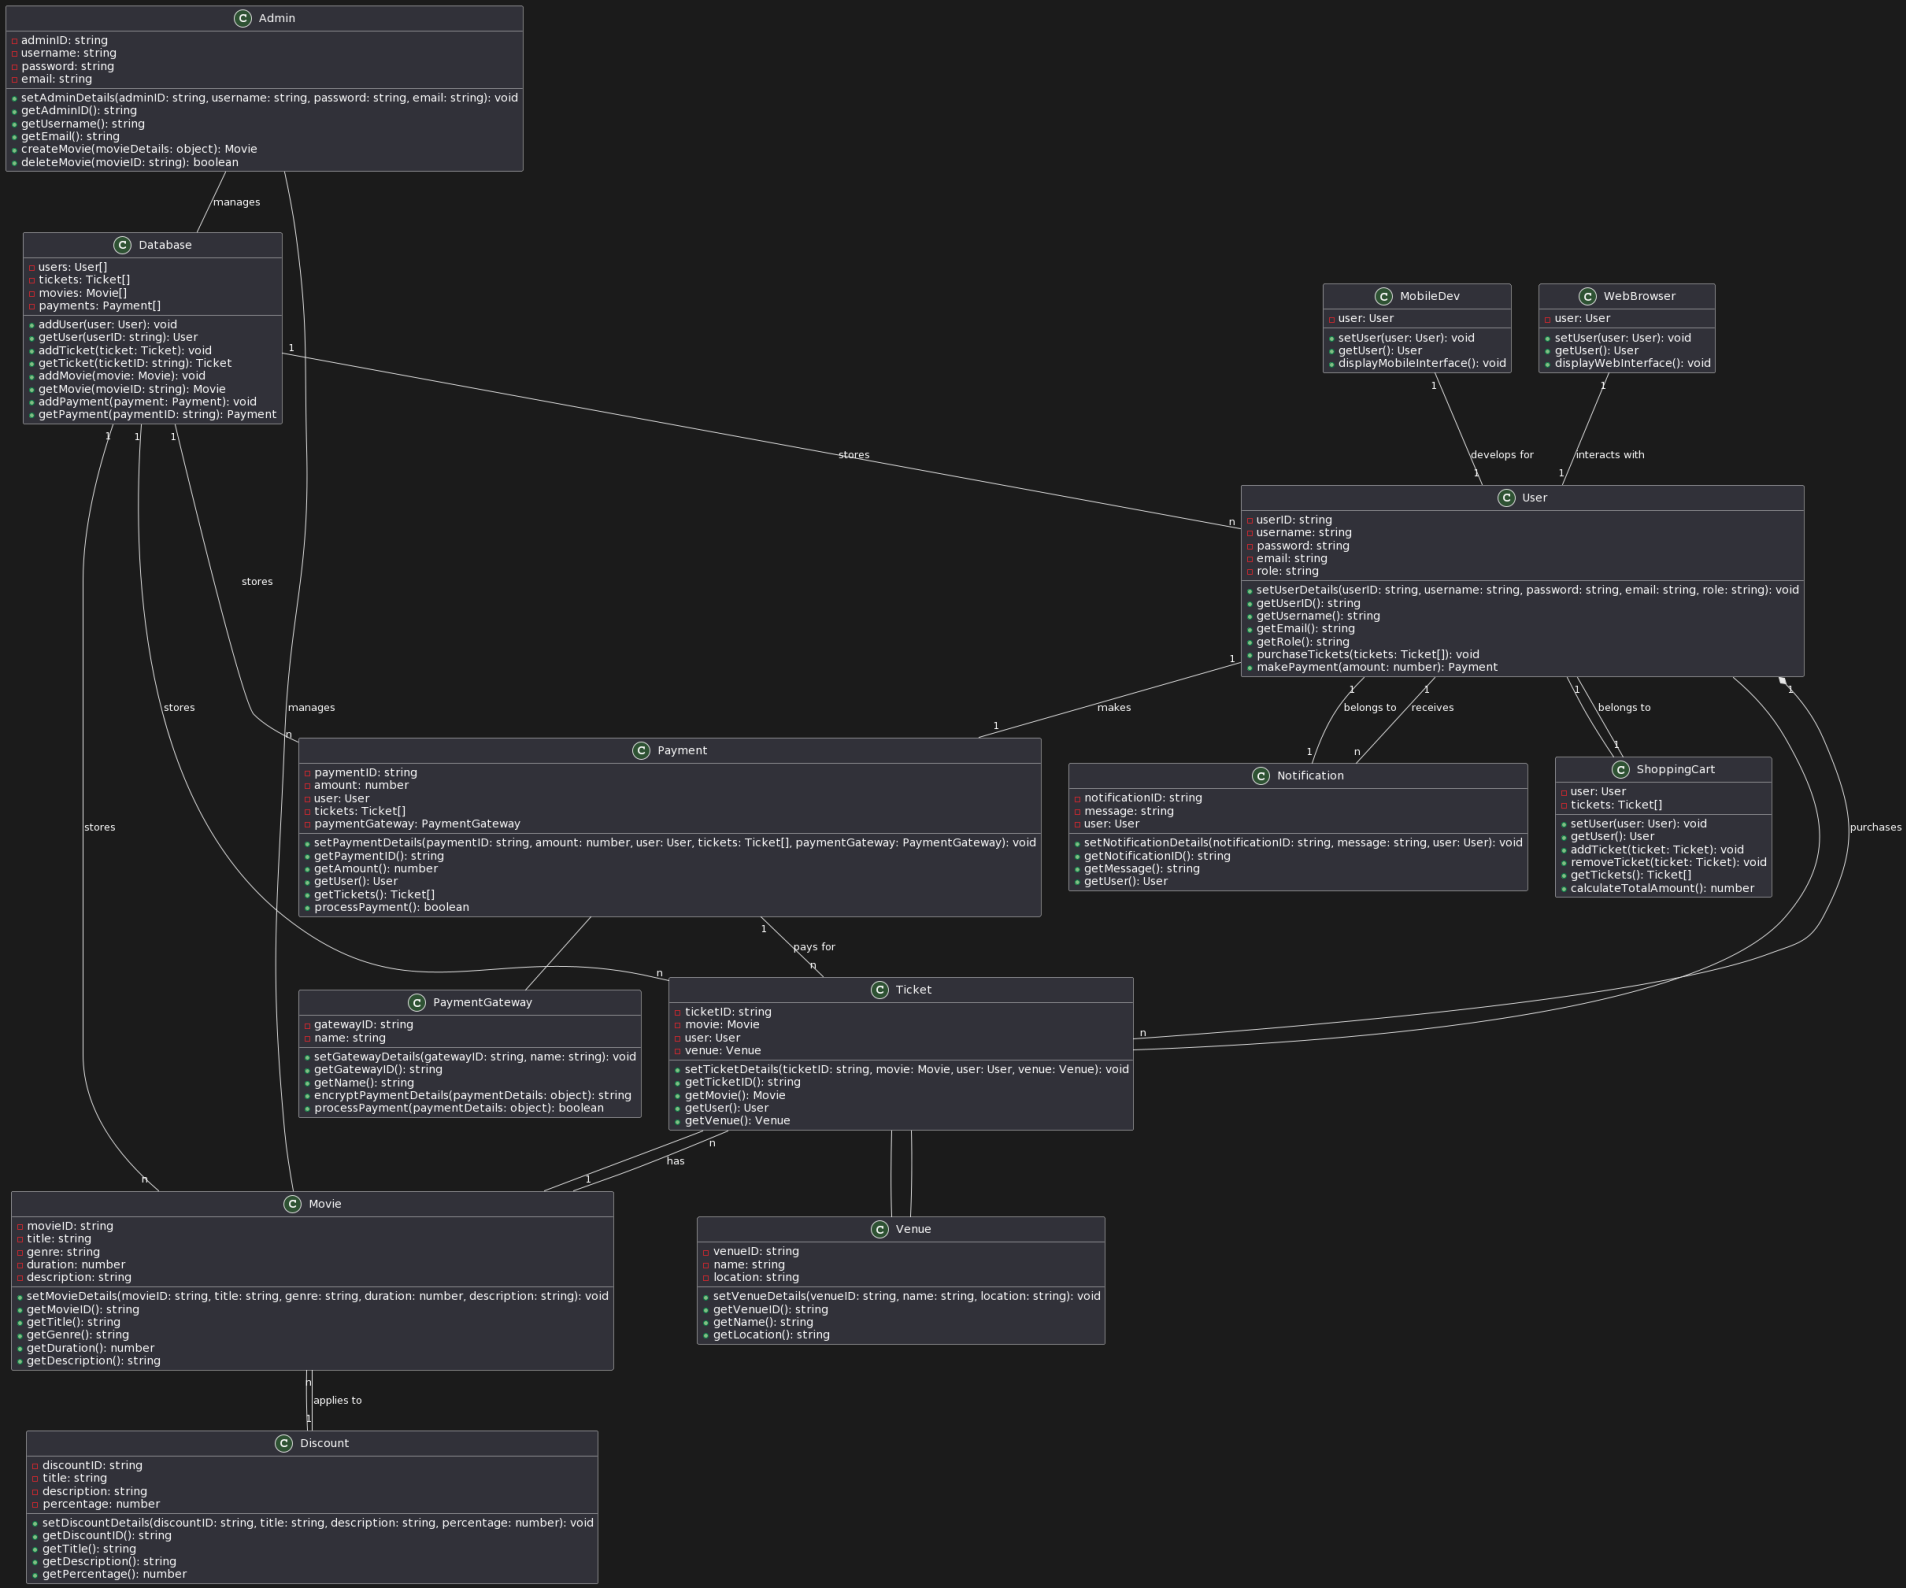 C Admin
adminID: string
username: string
password: string
email: string
setAdminDetails(adminID: string, username: string, password: string, email: string): void
getAdminID(): string
getUsername(): string
getEmail(): string
createMovie(movieDetails: object): Movie
deleteMovie(movieID: string): boolean
manages
C Database
users: User[]
tickets: Ticket[]
movies: Movie[]
payments: Payment[]
addUser(user: User): void
getUser(userID: string): User
addTicket(ticket: Ticket): void
getTicket(ticketID: string): Ticket
addMovie(movie: Movie): void
getMovie(movieID: string): Movie
addPayment(payment: Payment): void
getPayment(paymentID: string): Payment
C MobileDev
user: User
setUser(user: User): void
getUser(): User
displayMobileInterface(): void
C WebBrowser
user: User
setUser(user: User): void
getUser(): User
displayWebInterface(): void
1
1
1
1
1
1
stores
develops for
interacts with
1
1
n
C User
userID: string
username: string
password: string
email: string
role: string
setUserDetails(userID: string, username: string, password: string, email: string, role: string): void
getUserID(): string
getUsername(): string
getEmail(): string
getRole(): string
purchaseTickets(tickets: Ticket[]): void
makePayment(amount: number): Payment
stores
1
1
1
1
1
stores
manages
makes
belongs to
receives
belongs to
n
1
1
n
1
C Payment
paymentID: string
amount: number
user: User
tickets: Ticket[]
paymentGateway: PaymentGateway
setPaymentDetails(paymentID: string, amount: number, user: User, tickets: Ticket[], paymentGateway: PaymentGateway): void
getPaymentID(): string
getAmount(): number
getUser(): User
getTickets(): Ticket[]
processPayment(): boolean
C Notification
notificationID: string
message: string
user: User
setNotificationDetails(notificationID: string, message: string, user: User): void
getNotificationID(): string
getMessage(): string
getUser(): User
C ShoppingCart
user: User
tickets: Ticket[]
setUser(user: User): void
getUser(): User
addTicket(ticket: Ticket): void
removeTicket(ticket: Ticket): void
getTickets(): Ticket[]
calculateTotalAmount(): number
stores
purchases
1
pays for
n
n
n
C PaymentGateway
gatewayID: string
name: string
setGatewayDetails(gatewayID: string, name: string): void
getGatewayID(): string
getName(): string
encryptPaymentDetails(paymentDetails: object): string
processPayment(paymentDetails: object): boolean
C Ticket
ticketID: string
movie: Movie
user: User
venue: Venue
setTicketDetails(ticketID: string, movie: Movie, user: User, venue: Venue): void
getTicketID(): string
getMovie(): Movie
getUser(): User
getVenue(): Venue
n
has
1
n
C Movie
movieID: string
title: string
genre: string
duration: number
description: string
setMovieDetails(movieID: string, title: string, genre: string, duration: number, description: string): void
getMovieID(): string
getTitle(): string
getGenre(): string
getDuration(): number
getDescription(): string
C Venue
venueID: string
name: string
location: string
setVenueDetails(venueID: string, name: string, location: string): void
getVenueID(): string
getName(): string
getLocation(): string
n
applies to
1
C Discount
discountID: string
title: string
description: string
percentage: number
setDiscountDetails(discountID: string, title: string, description: string, percentage: number): void
getDiscountID(): string
getTitle(): string
getDescription(): string
getPercentage(): number